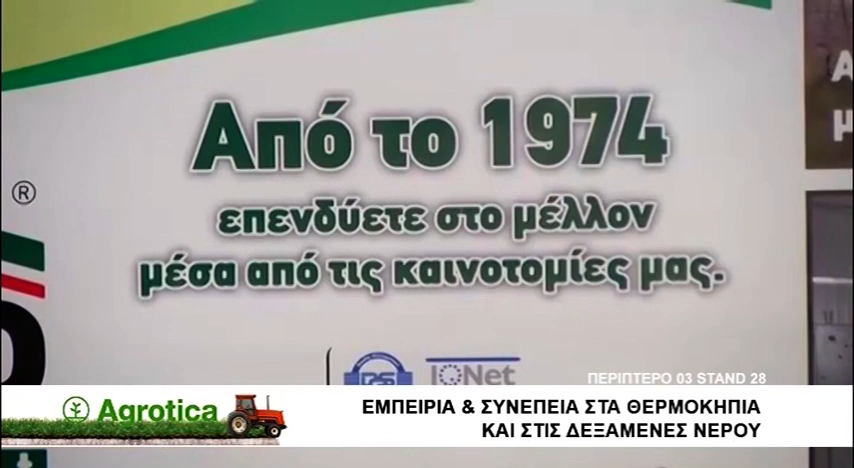 Από το 1974
επενδύετε στο μέλλον
μέσα από τις καινοτομίες μας.
®
IQNet
ΠΕΡΙΠΤΕΡΟ 03 STAND 28
Agrotica
ΕΜΠΕΙΡΙΑ & ΣΥΝΕΠΕΙΑ ΣΤΑ ΘΕΡΜΟΚΗΠΙΑ
ΚΑΙ ΣΤΙΣ ΔΕΞΑΜΕΝΕΣ ΝΕΡΟΥ